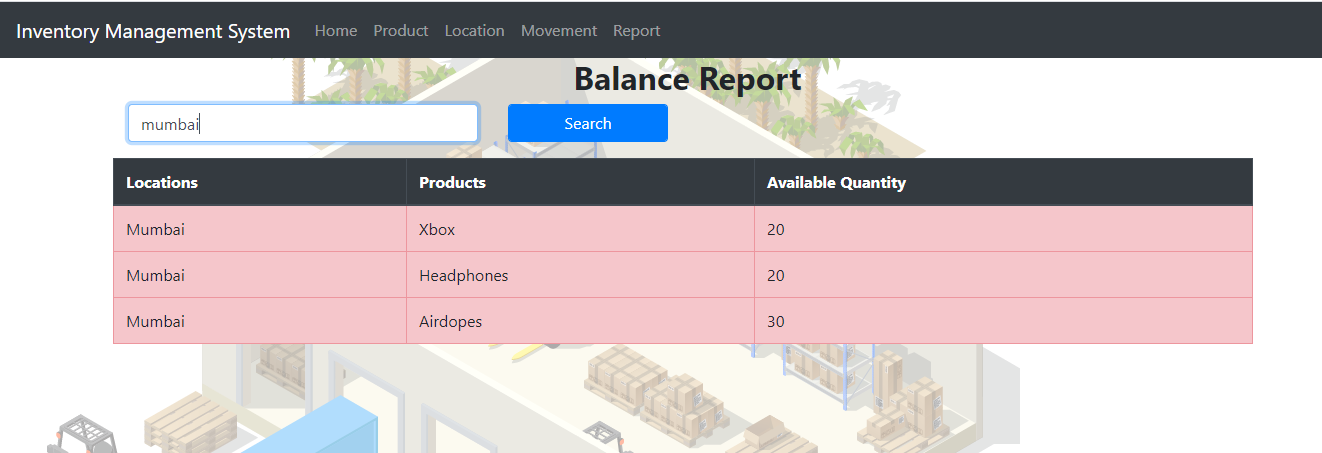 Inventory Management System Home Product Location Movement Report
Balance Report
mumbai Search
Locations Products Available Quantity
Mumbai Xbox 20
Mumbai Headphones 20
Mumbai Airdopes 30